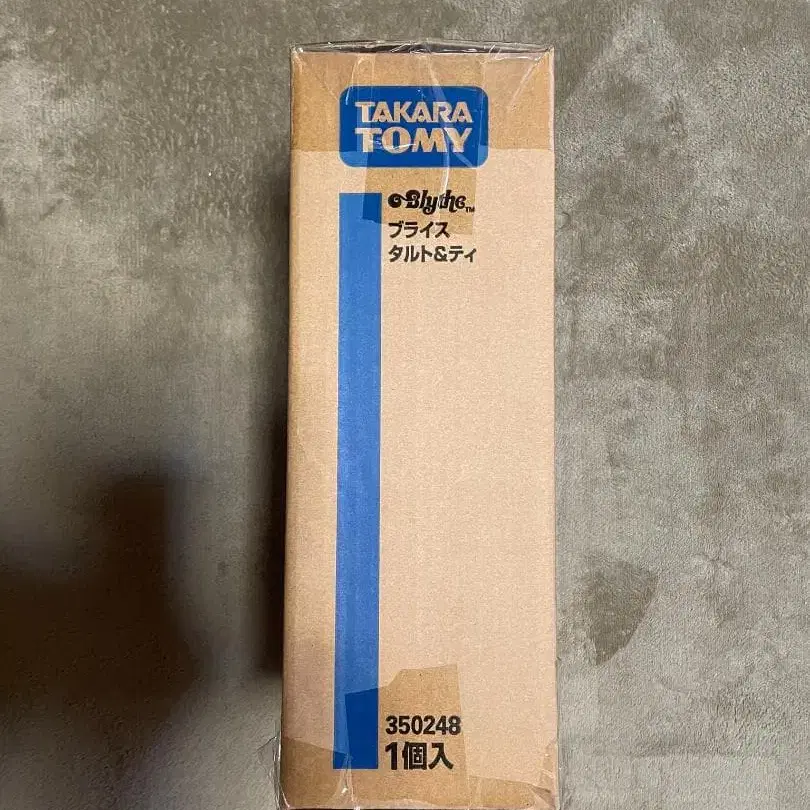 TAKARA
TOMY
Blythe™
ブライス
タルト&ティ
350248
1個入